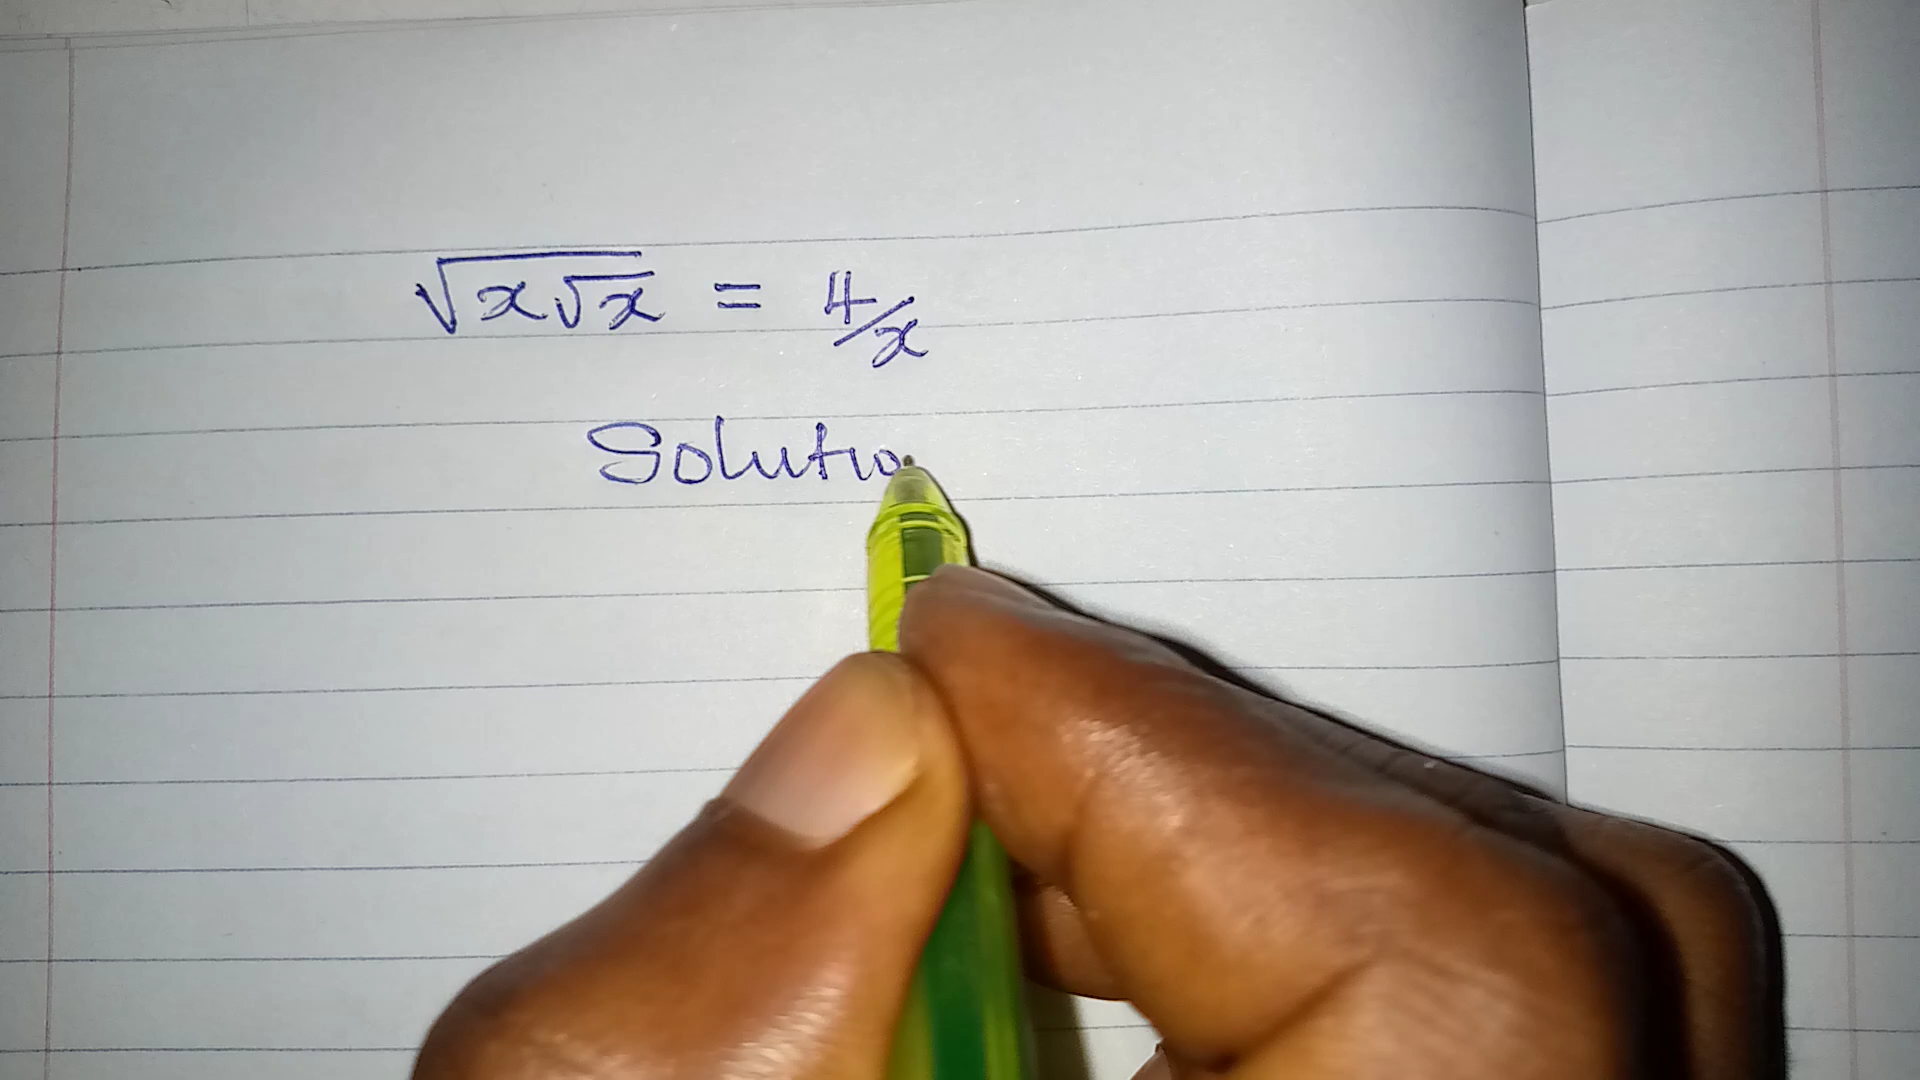 √x√x = 4/x
Solutio